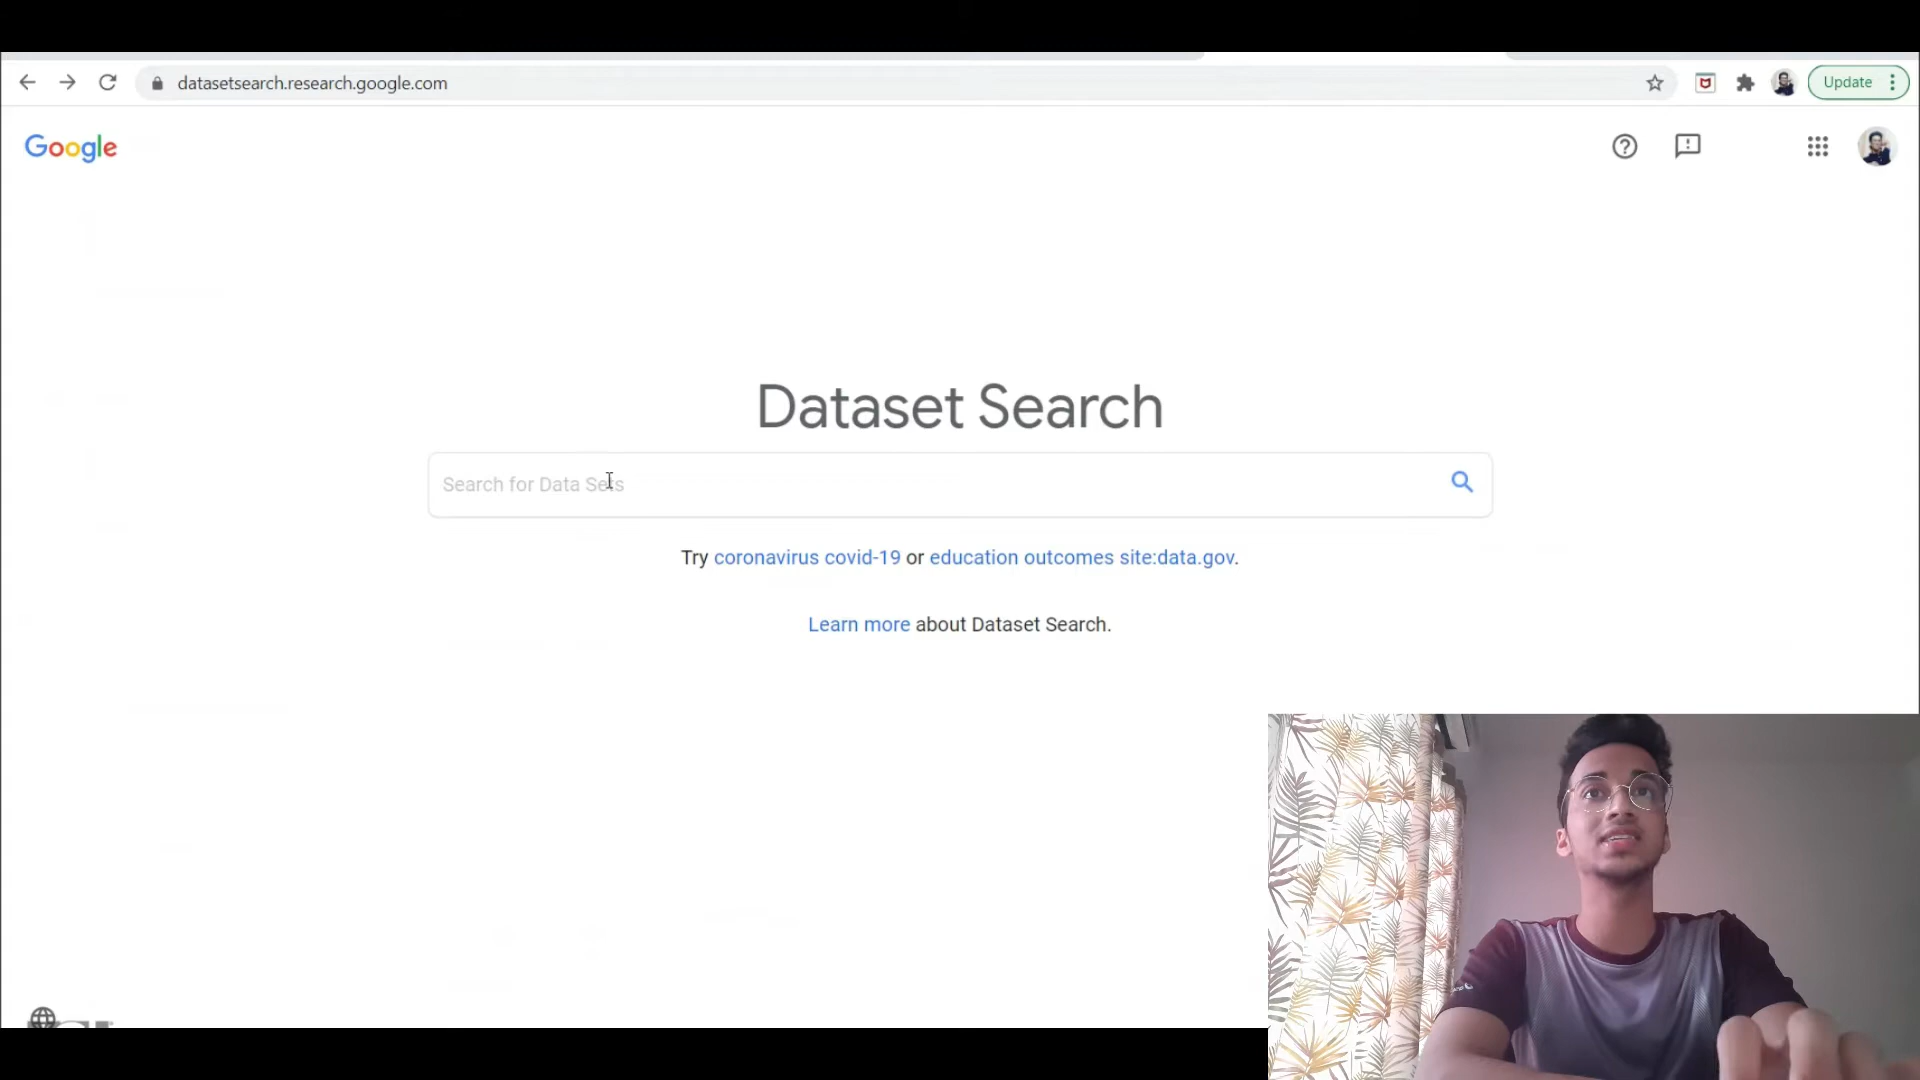 datasetsearch.research.google.com
Update
Google
Dataset Search
Search for Data Sets
Try coronavirus covid-19 or education outcomes site:data.gov.
Learn more about Dataset Search.